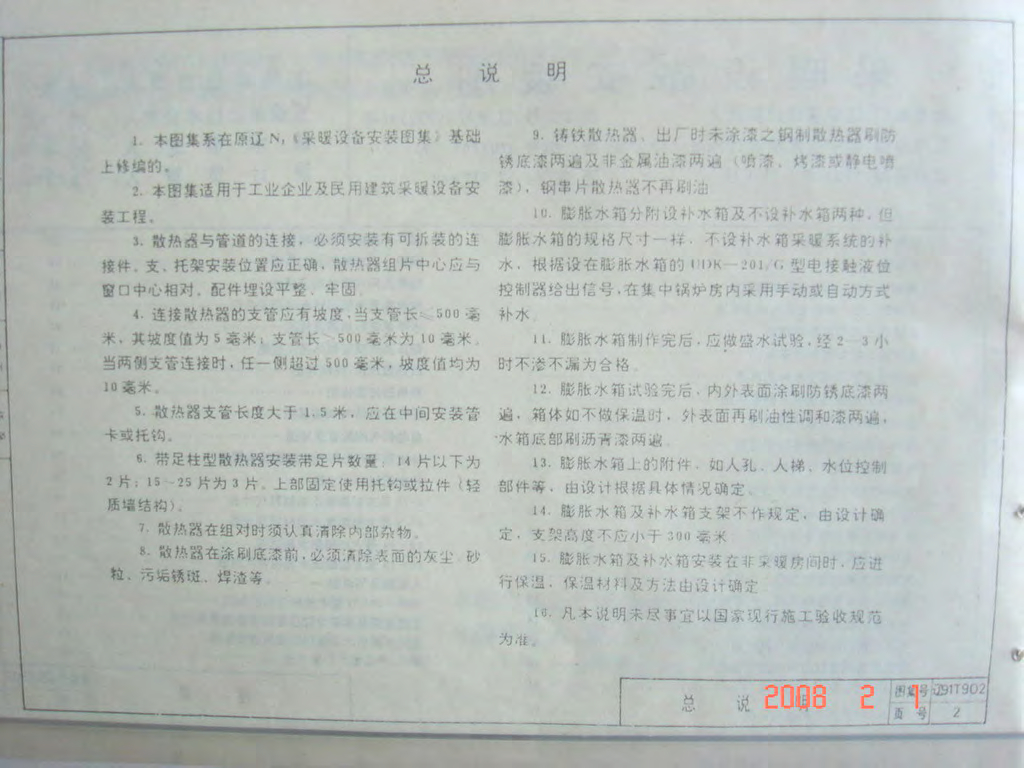 总 说 明
1. 本图集系在原辽N₁《采暖设备安装图集》基础
上修编的。
2. 本图集适用于工业企业及民用建筑采暖设备安
装工程。
3. 散热器与管道的连接，必须安装有可拆装的连
接件。支、托架安装位置应正确，散热器组片中心应与
窗口中心相对。配件埋设平整、牢固。
4. 连接散热器的支管应有坡度，当支管长≤500毫
米，其坡度值为5毫米；支管长>500毫米为10毫米。
当两侧支管连接时，任一侧超过500毫米，坡度值均为
10毫米。
5. 散热器支管长度大于1.5米，应在中间安装管
卡或托钩。
6. 带足柱型散热器安装带足片数量：14片以下为
2片；15～25片为3片。上部固定使用托钩或拉件（轻
质墙结构）。
7. 散热器在组对时须认真清除内部杂物。
8. 散热器在涂刷底漆前，必须清除表面的灰尘、砂
粒、污垢锈斑、焊渣等。
9. 铸铁散热器、出厂时未涂漆之钢制散热器刷防
锈底漆两遍及非金属油漆两遍（喷漆、烤漆或静电喷
漆），钢串片散热器不再刷油
10. 膨胀水箱分附设补水箱及不设补水箱两种，但
膨胀水箱的规格尺寸一样，不设补水箱采暖系统的补
水，根据设在膨胀水箱的UDK—201/G型电接触液位
控制器给出信号，在集中锅炉房内采用手动或自动方式
补水
11. 膨胀水箱制作完后，应做盛水试验，经2—3小
时不渗不漏为合格
12. 膨胀水箱试验完后，内外表面涂刷防锈底漆两
遍，箱体如不做保温时，外表面再刷油性调和漆两遍，
水箱底部刷沥青漆两遍
13. 膨胀水箱上的附件，如人孔、人梯、水位控制
部件等，由设计根据具体情况确定。
14. 膨胀水箱及补水箱支架不作规定，由设计确
定，支架高度不应小于300毫米
15. 膨胀水箱及补水箱安装在非采暖房间时，应进
行保温，保温材料及方法由设计确定
16. 凡本说明未尽事宜以国家现行施工验收规范
为准。
总 说 明
图集号 J91T902
页 号 2
2008 2 1